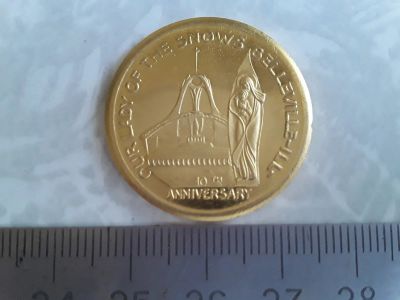 OUR LADY OF THE SNOWS BELLEVILLE-ILL.
10TH
ANNIVERSARY
24 25 26 27 28